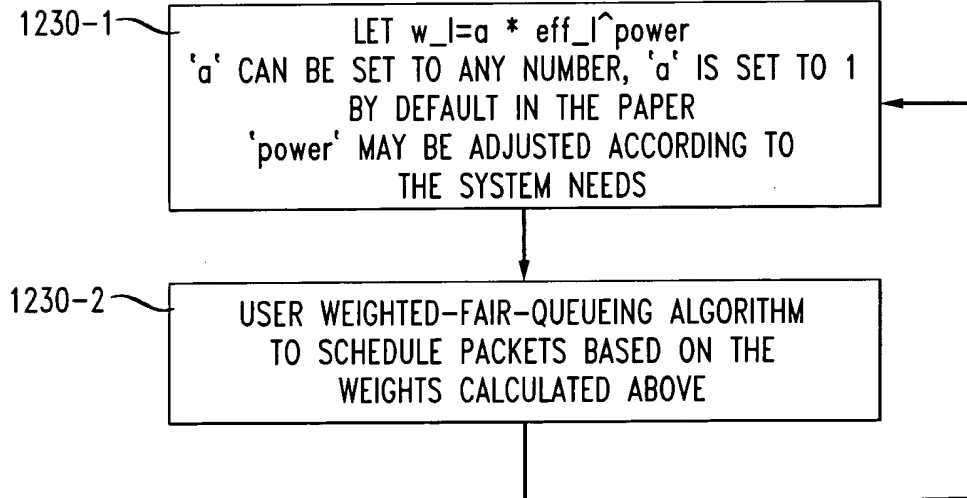 1230-1
LET w_l=a * eff_l^power
'a' CAN BE SET TO ANY NUMBER, 'a' IS SET TO 1
BY DEFAULT IN THE PAPER
'power' MAY BE ADJUSTED ACCORDING TO
THE SYSTEM NEEDS
1230-2
USER WEIGHTED-FAIR-QUEUEING ALGORITHM
TO SCHEDULE PACKETS BASED ON THE
WEIGHTS CALCULATED ABOVE